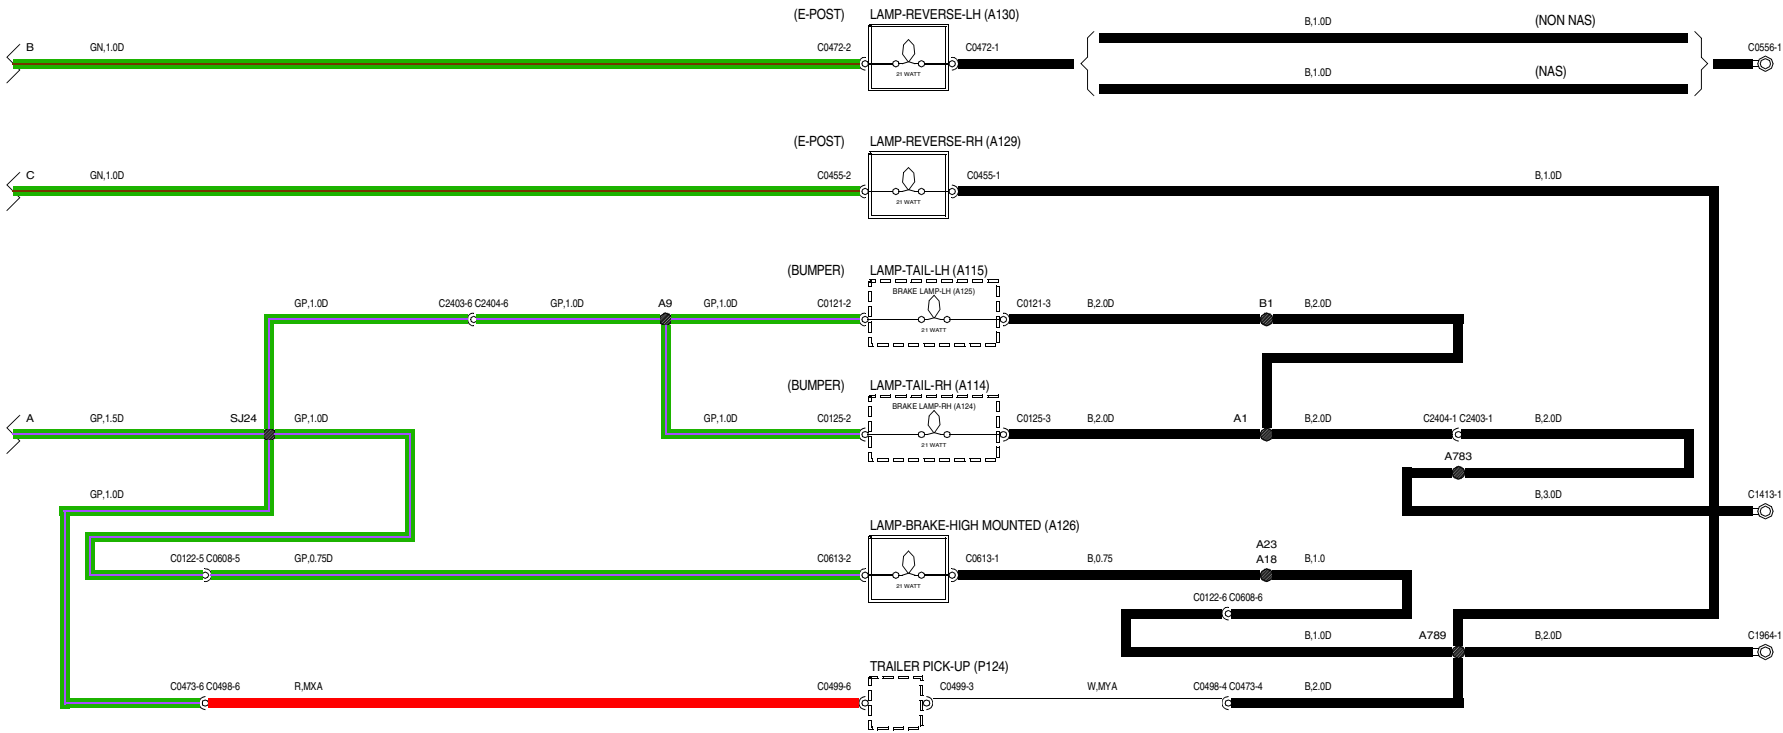 (E-POST) LAMP-REVERSE-LH (A130)
B,1.0D (NON NAS)
B GN,1.0D C0472-2 C0472-1 C0556-1
21 WATT
B,1.0D (NAS)
(E-POST) LAMP-REVERSE-RH (A129)
C GN,1.0D C0455-2 C0455-1 B,1.0D
21 WATT
(BUMPER) LAMP-TAIL-LH (A115)
BRAKE LAMP-LH (A125)
GP,1.0D C2403-6 C2404-6 GP,1.0D A9 GP,1.0D C0121-2 C0121-3 B,2.0D B1 B,2.0D
21 WATT
(BUMPER) LAMP-TAIL-RH (A114)
BRAKE LAMP-RH (A124)
A GP,1.5D SJ24 GP,1.0D GP,1.0D C0125-2 C0125-3 B,2.0D A1 B,2.0D C2404-1 C2403-1 B,2.0D
21 WATT
A783
GP,1.0D B,3.0D C1413-1
LAMP-BRAKE-HIGH MOUNTED (A126)
A23
C0122-5 C0608-5 GP,0.75D C0613-2 C0613-1 B,0.75 A18 B,1.0
21 WATT
C0122-6 C0608-6
B,1.0D A789 B,2.0D C1964-1
TRAILER PICK-UP (P124)
C0473-6 C0498-6 R,MXA C0499-6 C0499-3 W,MYA C0498-4 C0473-4 B,2.0D